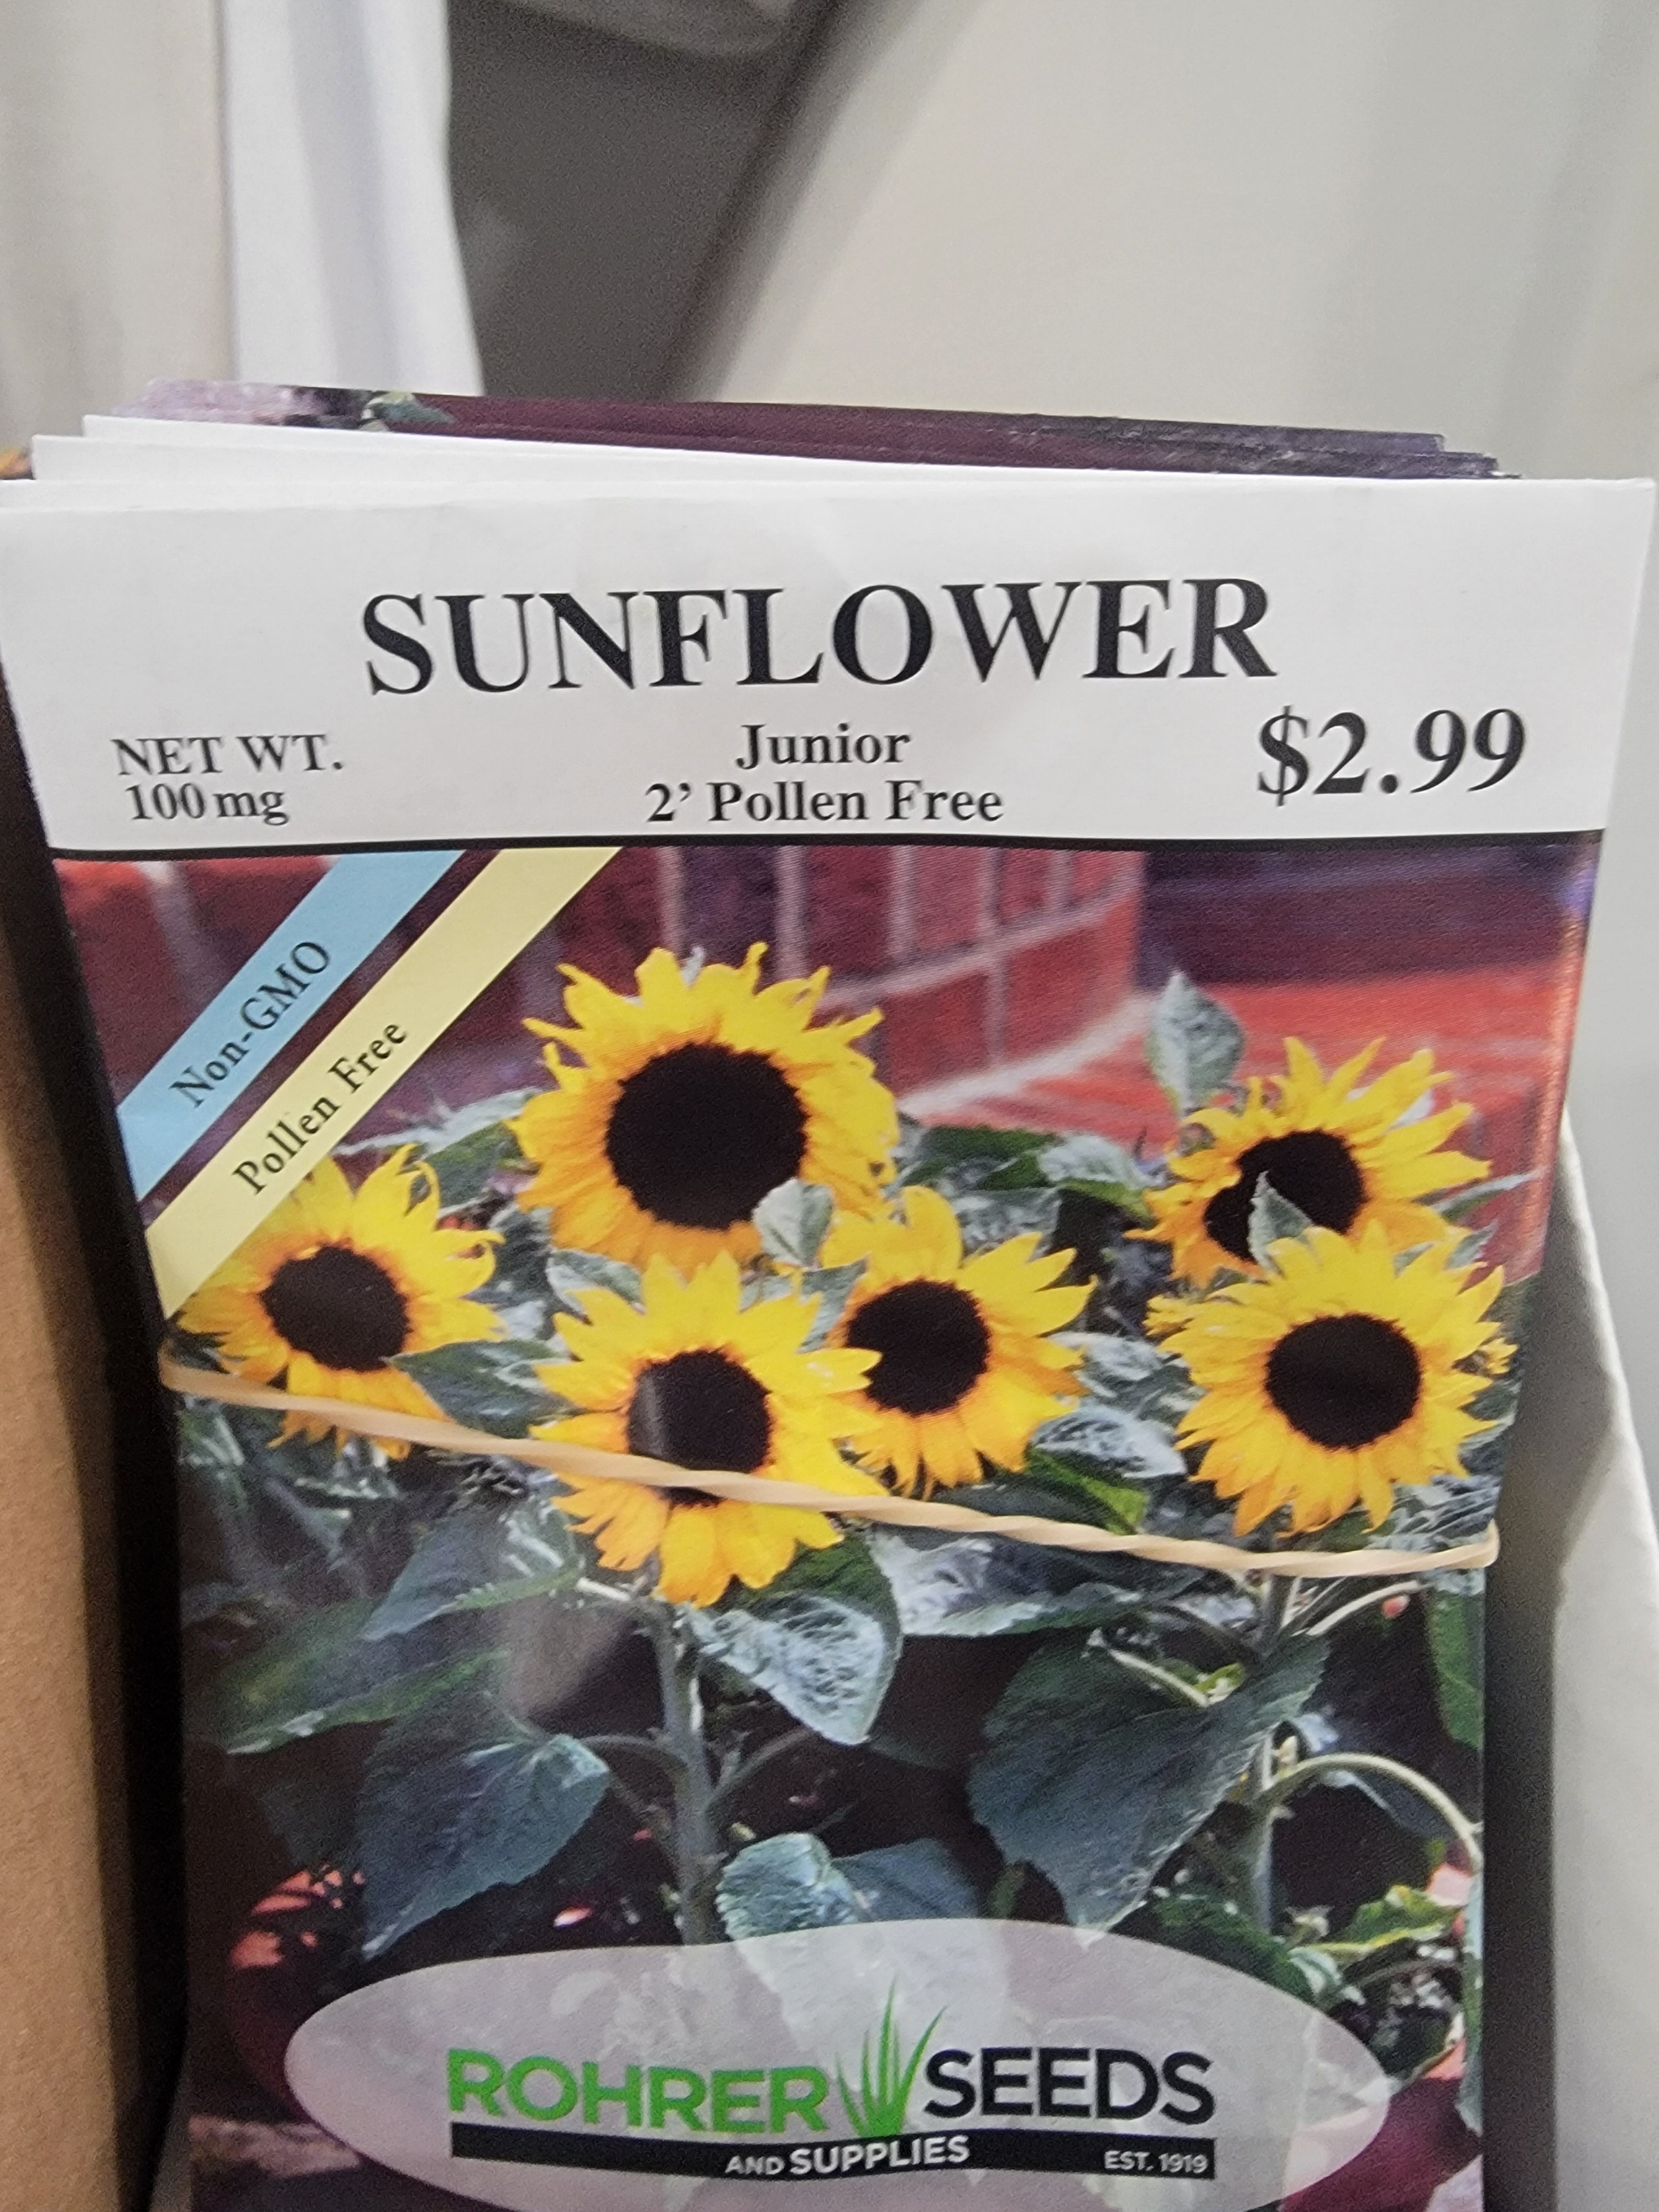 SUNFLOWER
NET WT.
100 mg
Junior
2’ Pollen Free
$2.99
Non-GMO
Pollen Free
ROHRER SEEDS
AND SUPPLIES EST. 1919